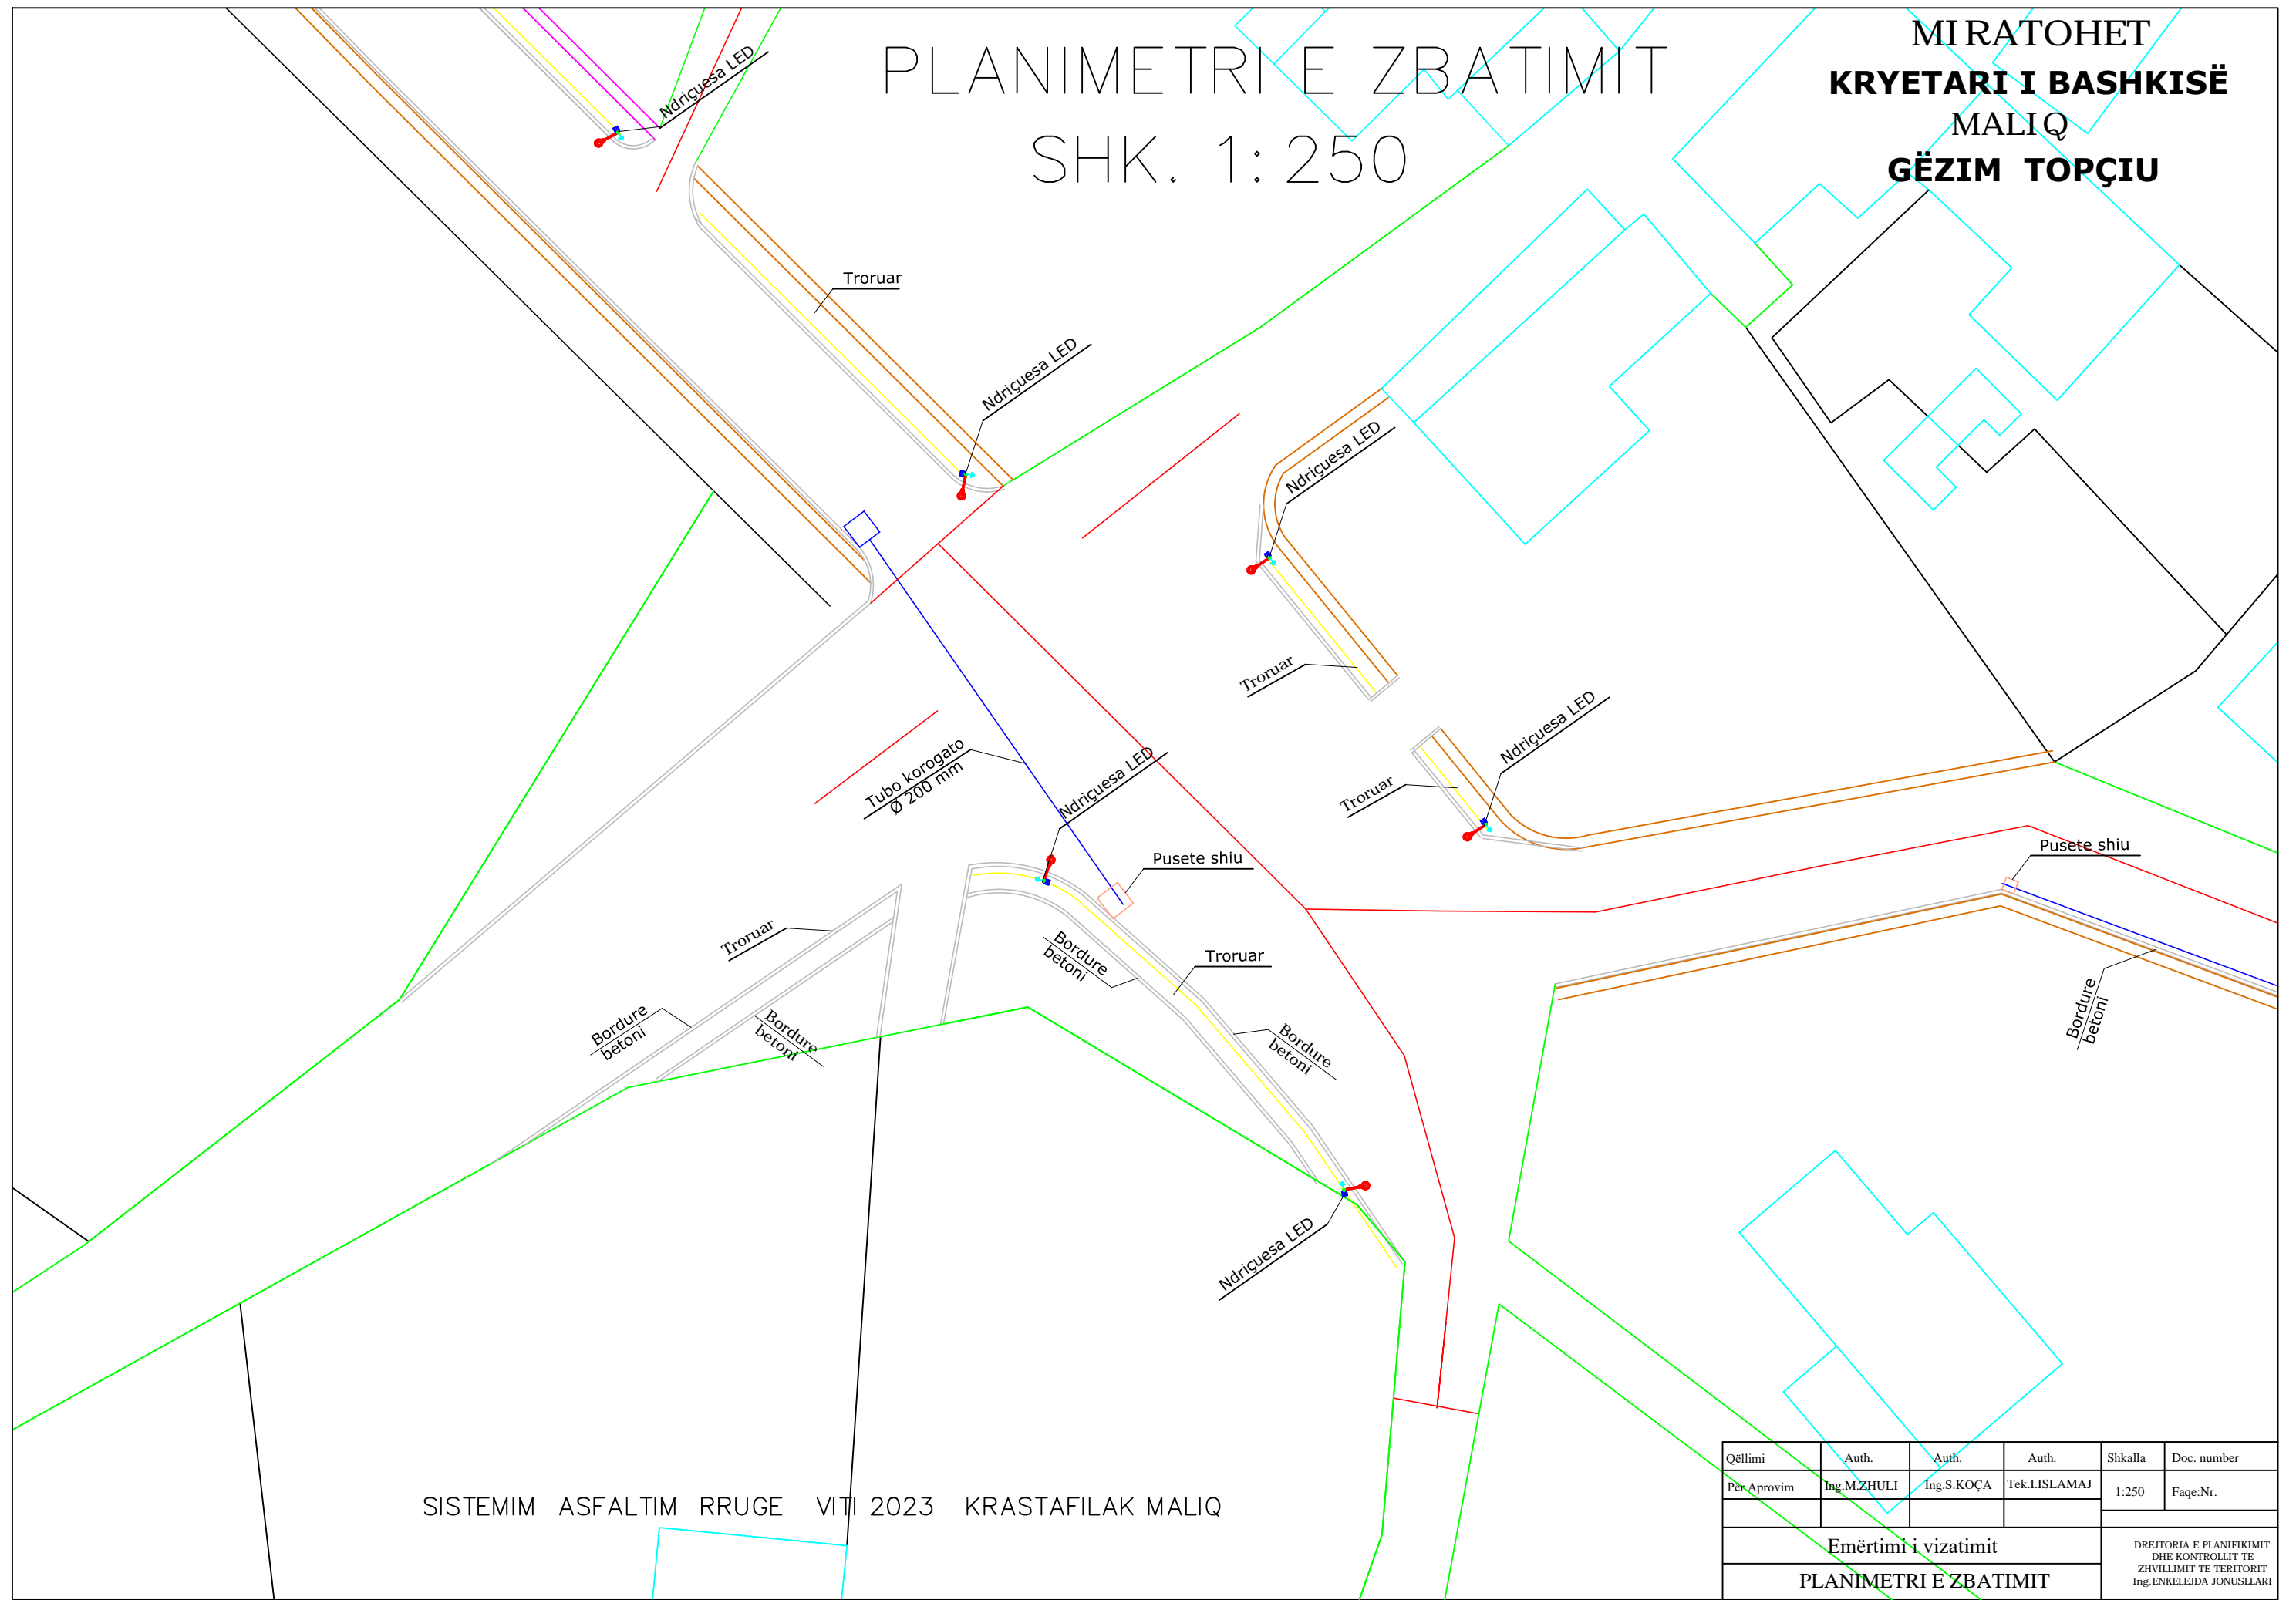 PLANIMETRI E ZBATIMIT
SHK. 1:250
MIRATOHET
KRYETARI I BASHKISË
MALIQ
GËZIM TOPÇIU
Ndriçuesa LED
Troruar
Ndriçuesa LED
Ndriçuesa LED
Troruar
Ndriçuesa LED
Troruar
Tubo korogato
Ø 200 mm
Ndriçuesa LED
Pusete shiu
Pusete shiu
Troruar
Bordure
betoni
Troruar
Bordure
betoni
Bordure
betoni
Bordure
betoni
Bordure
betoni
Ndriçuesa LED
SISTEMIM ASFALTIM RRUGE VITI 2023 KRASTAFILAK MALIQ
Qëllimi Auth. Auth. Auth. Shkalla Doc. number
Për Aprovim Ing.M.ZHULI Ing.S.KOÇA Tek.I.ISLAMAJ 1:250 Faqe:Nr.
Emërtimi i vizatimit
PLANIMETRI E ZBATIMIT
DREJTORIA E PLANIFIKIMIT
DHE KONTROLLIT TE
ZHVILLIMIT TE TERITORIT
Ing.ENKELEJDA JONUSLLARI